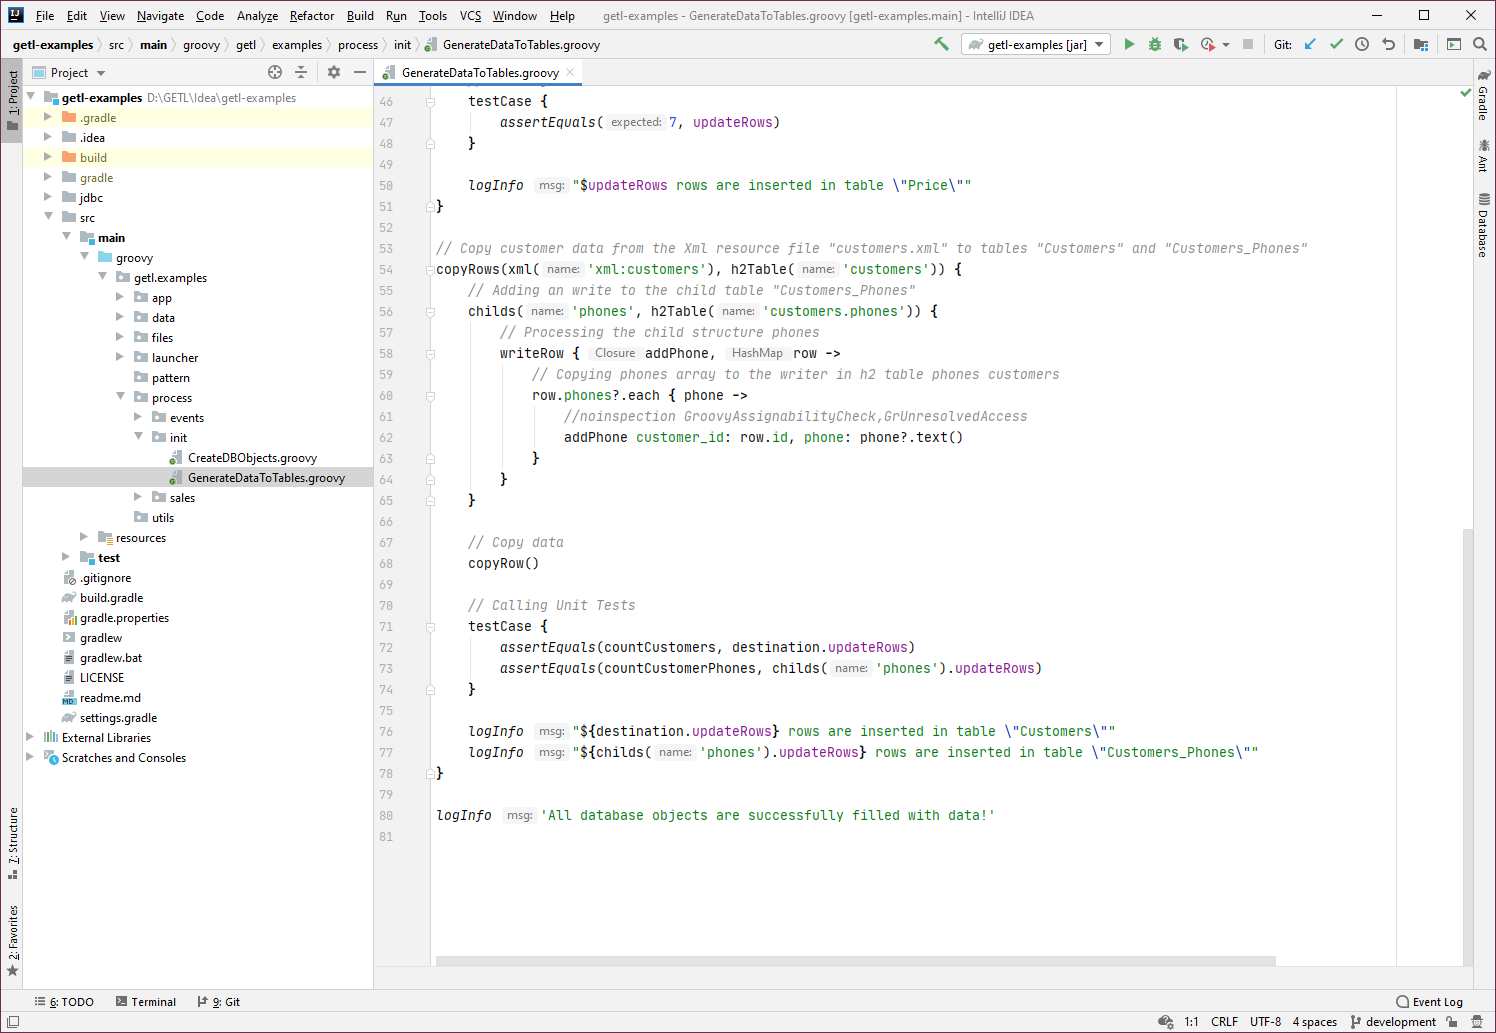 File Edit View Navigate Code Analyze Refactor Build Run Tools VCS Window Help getl-examples - GenerateDataToTables.groovy [getl-examples.main] - IntelliJ IDEA
getl-examples src main groovy getl examples process init GenerateDataToTables.groovy getl-examples [jar] Git:
Project
GenerateDataToTables.groovy
1: Project
7: Structure
2: Favorites
getl-examples D:\GETL\Idea\getl-examples
.gradle
.idea
build
gradle
jdbc
src
main
groovy
getl.examples
app
data
files
launcher
pattern
process
events
init
CreateDBObjects.groovy
GenerateDataToTables.groovy
sales
utils
resources
test
.gitignore
build.gradle
gradle.properties
gradlew
gradlew.bat
LICENSE
readme.md
settings.gradle
External Libraries
Scratches and Consoles
46 testCase {
47 assertEquals( expected: 7, updateRows)
48 }
49
50 logInfo msg: "$updateRows rows are inserted in table \"Price\""
51 }
52
53 // Copy customer data from the Xml resource file "customers.xml" to tables "Customers" and "Customers_Phones"
54 copyRows(xml( name: 'xml:customers'), h2Table( name: 'customers')) {
55 // Adding an write to the child table "Customers_Phones"
56 childs( name: 'phones', h2Table( name: 'customers.phones')) {
57 // Processing the child structure phones
58 writeRow { Closure addPhone, HashMap row ->
59 // Copying phones array to the writer in h2 table phones customers
60 row.phones?.each { phone ->
61 //noinspection GroovyAssignabilityCheck,GrUnresolvedAccess
62 addPhone customer_id: row.id, phone: phone?.text()
63 }
64 }
65 }
66
67 // Copy data
68 copyRow()
69
70 // Calling Unit Tests
71 testCase {
72 assertEquals(countCustomers, destination.updateRows)
73 assertEquals(countCustomerPhones, childs( name: 'phones').updateRows)
74 }
75
76 logInfo msg: "${destination.updateRows} rows are inserted in table \"Customers\""
77 logInfo msg: "${childs( name: 'phones').updateRows} rows are inserted in table \"Customers_Phones\""
78 }
79
80 logInfo msg: 'All database objects are successfully filled with data!'
81
Gradle
Ant
Database
6: TODO Terminal 9: Git Event Log
1:1 CRLF UTF-8 4 spaces development